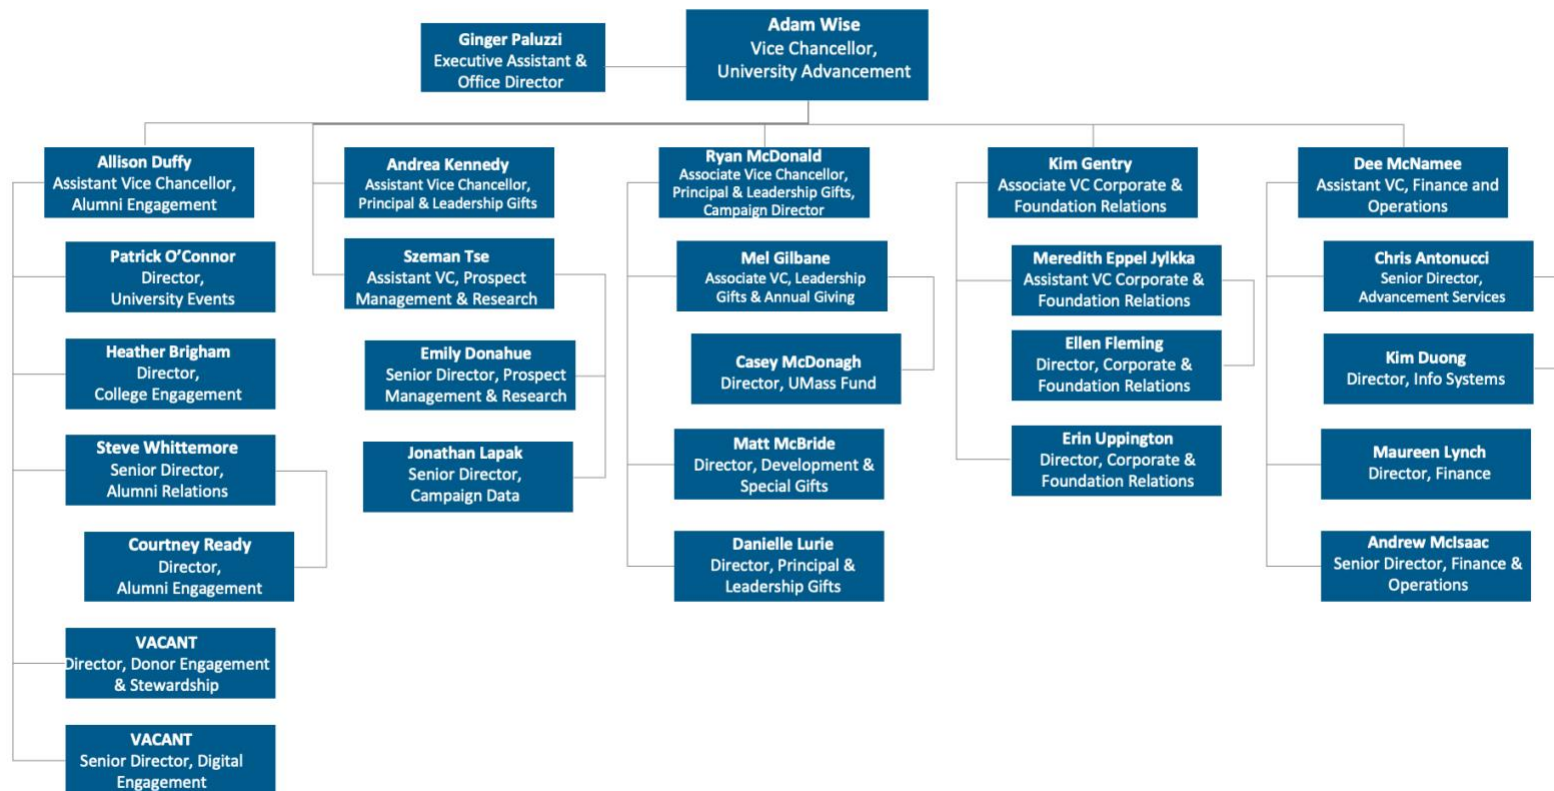 Adam Wise
Vice Chancellor,
University Advancement
Ginger Paluzzi
Executive Assistant &
Office Director
Allison Duffy
Assistant Vice Chancellor,
Alumni Engagement
Patrick O’Connor
Director,
University Events
Heather Brigham
Director,
College Engagement
Steve Whittemore
Senior Director,
Alumni Relations
Courtney Ready
Director,
Alumni Engagement
VACANT
Director, Donor Engagement
& Stewardship
VACANT
Senior Director, Digital
Engagement
Andrea Kennedy
Assistant Vice Chancellor,
Principal & Leadership Gifts
Szeman Tse
Assistant VC, Prospect
Management & Research
Emily Donahue
Senior Director, Prospect
Management & Research
Jonathan Lapak
Senior Director,
Campaign Data
Ryan McDonald
Associate Vice Chancellor,
Principal & Leadership Gifts,
Campaign Director
Mel Gilbane
Associate VC, Leadership
Gifts & Annual Giving
Casey McDonagh
Director, UMass Fund
Matt McBride
Director, Development &
Special Gifts
Danielle Lurie
Director, Principal &
Leadership Gifts
Kim Gentry
Associate VC Corporate &
Foundation Relations
Meredith Eppel Jylkka
Assistant VC Corporate &
Foundation Relations
Ellen Fleming
Director, Corporate &
Foundation Relations
Erin Uppington
Director, Corporate &
Foundation Relations
Dee McNamee
Assistant VC, Finance and
Operations
Chris Antonucci
Senior Director,
Advancement Services
Kim Duong
Director, Info Systems
Maureen Lynch
Director, Finance
Andrew McIsaac
Senior Director, Finance &
Operations